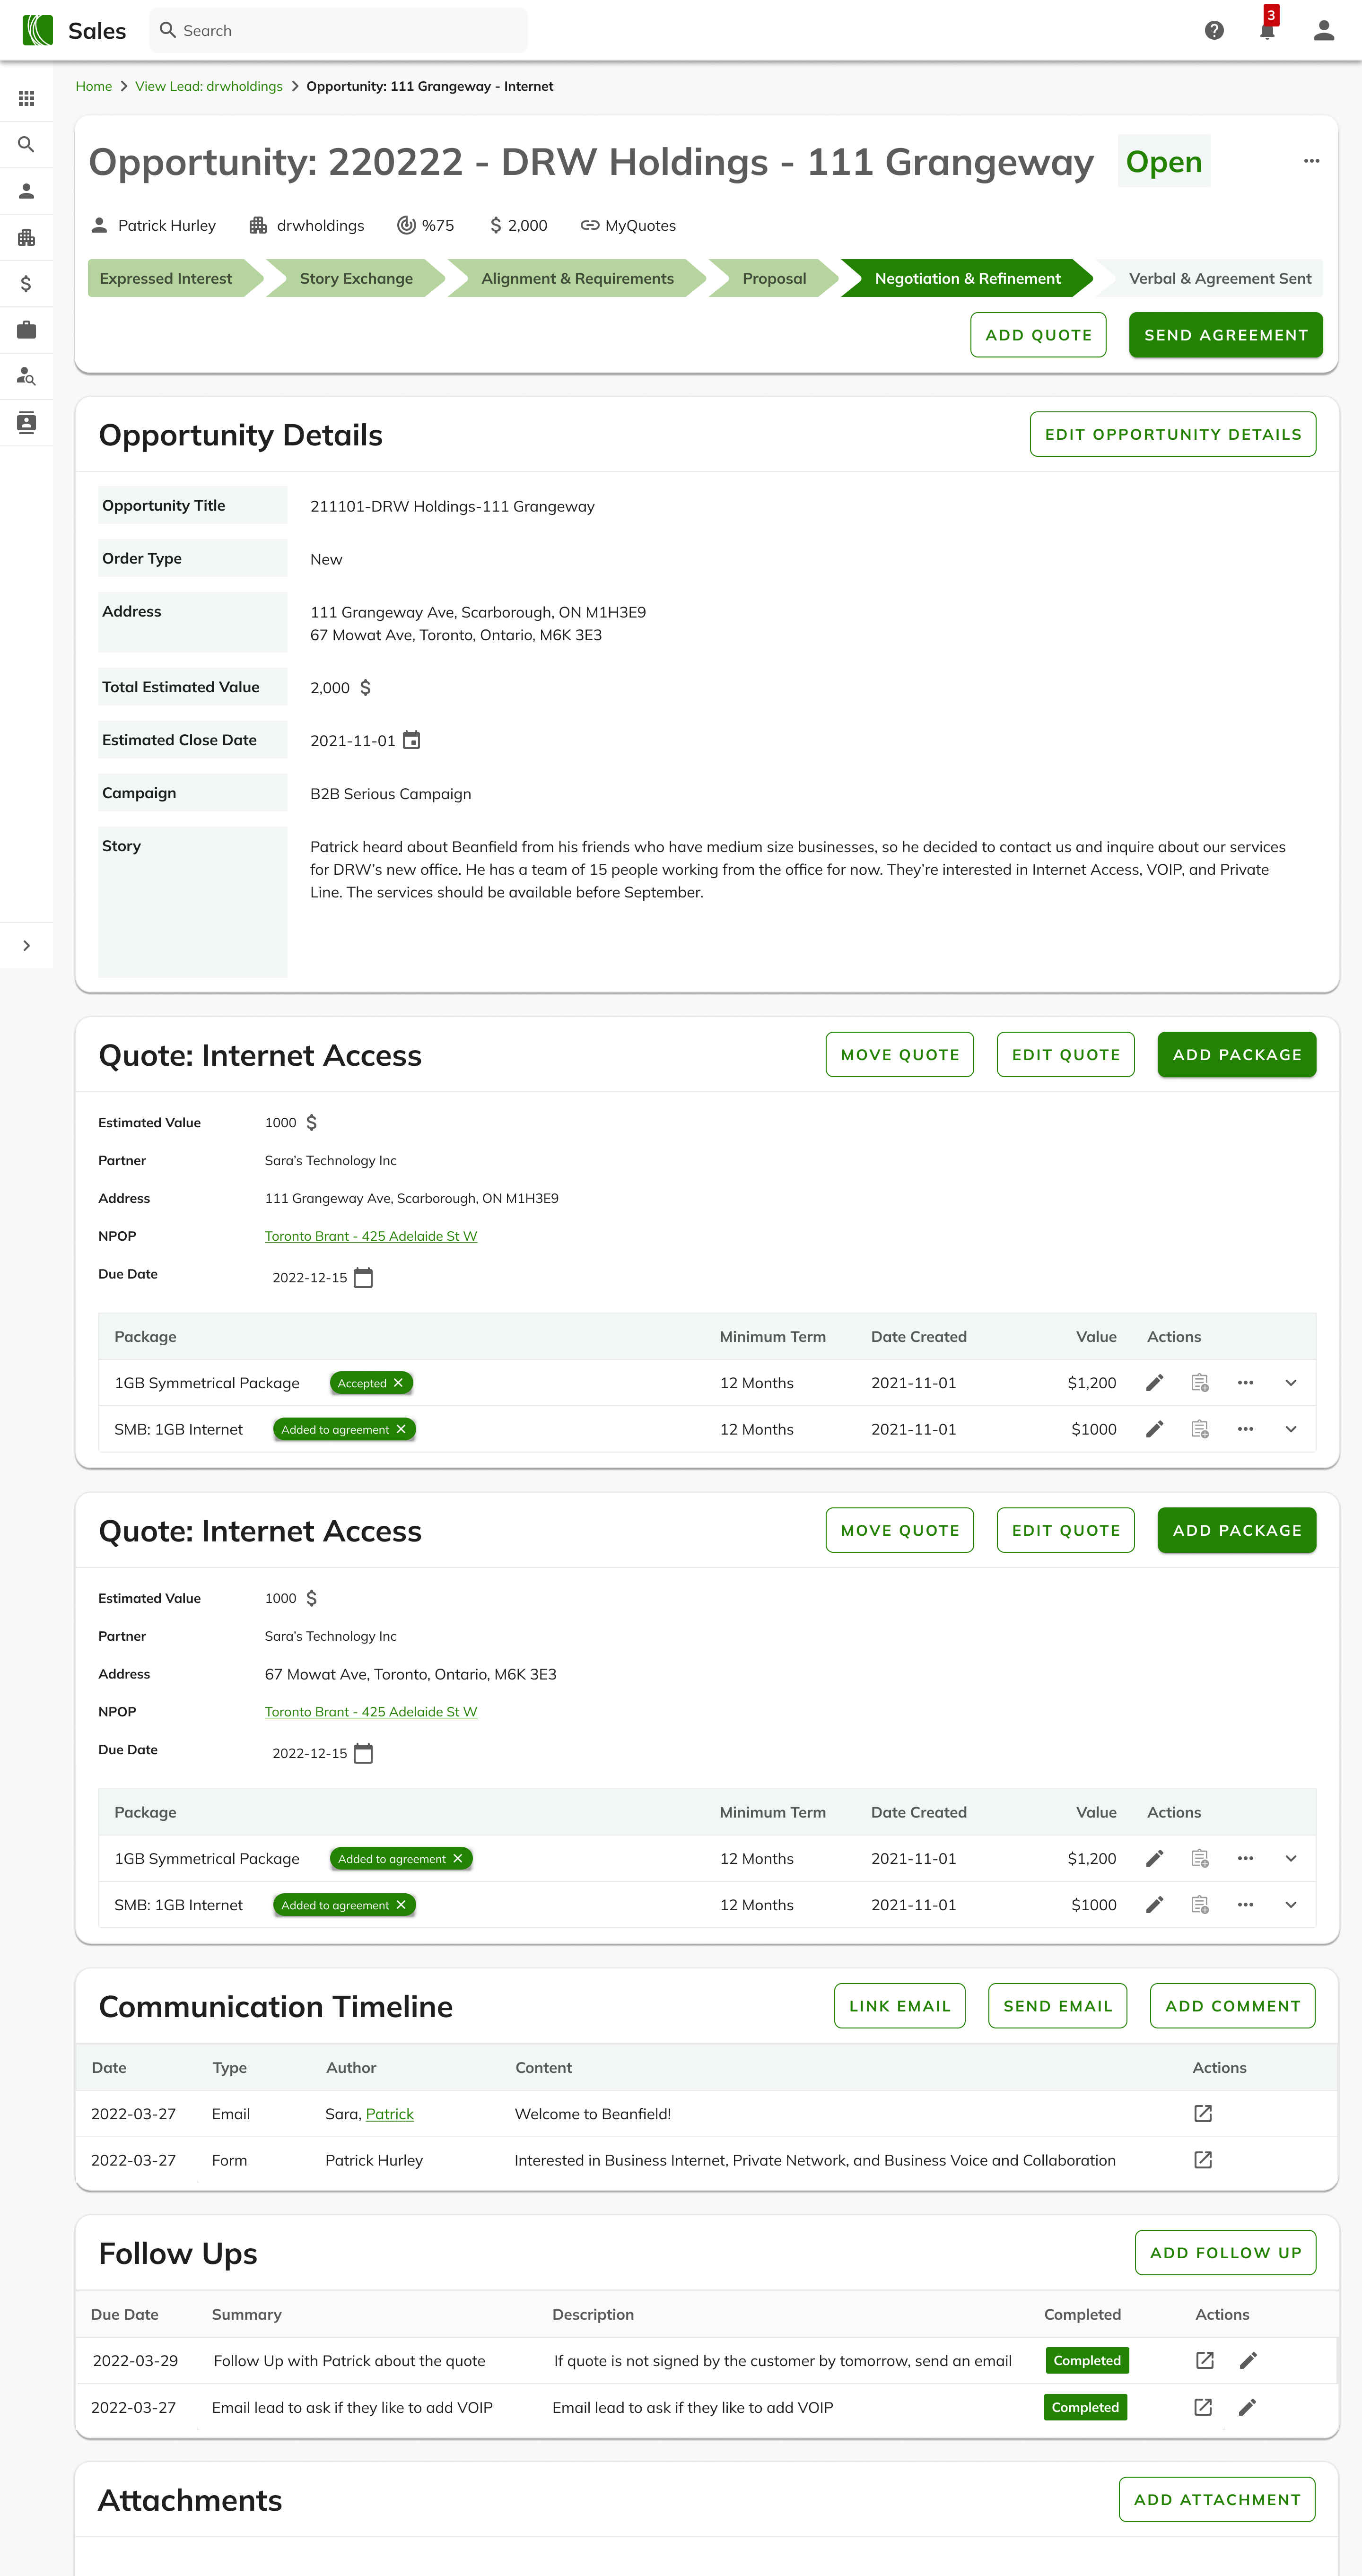 Sales
Search
3
Home > View Lead: drwholdings > Opportunity: 111 Grangeway - Internet
Opportunity: 220222 - DRW Holdings - 111 Grangeway Open
Patrick Hurley drwholdings %75 $ 2,000 MyQuotes
Expressed Interest Story Exchange Alignment & Requirements Proposal Negotiation & Refinement Verbal & Agreement Sent
ADD QUOTE SEND AGREEMENT
Opportunity Details EDIT OPPORTUNITY DETAILS
Opportunity Title 211101-DRW Holdings-111 Grangeway
Order Type New
Address 111 Grangeway Ave, Scarborough, ON M1H3E9
67 Mowat Ave, Toronto, Ontario, M6K 3E3
Total Estimated Value 2,000 $
Estimated Close Date 2021-11-01
Campaign B2B Serious Campaign
Story Patrick heard about Beanfield from his friends who have medium size businesses, so he decided to contact us and inquire about our services
for DRW's new office. He has a team of 15 people working from the office for now. They're interested in Internet Access, VOIP, and Private
Line. The services should be available before September.
Quote: Internet Access MOVE QUOTE EDIT QUOTE ADD PACKAGE
Estimated Value 1000 $
Partner Sara's Technology Inc
Address 111 Grangeway Ave, Scarborough, ON M1H3E9
NPOP Toronto Brant - 425 Adelaide St W
Due Date 2022-12-15
Package Minimum Term Date Created Value Actions
1GB Symmetrical Package Accepted 12 Months 2021-11-01 $1,200
SMB: 1GB Internet Added to agreement 12 Months 2021-11-01 $1000
Quote: Internet Access MOVE QUOTE EDIT QUOTE ADD PACKAGE
Estimated Value 1000 $
Partner Sara's Technology Inc
Address 67 Mowat Ave, Toronto, Ontario, M6K 3E3
NPOP Toronto Brant - 425 Adelaide St W
Due Date 2022-12-15
Package Minimum Term Date Created Value Actions
1GB Symmetrical Package Added to agreement 12 Months 2021-11-01 $1,200
SMB: 1GB Internet Added to agreement 12 Months 2021-11-01 $1000
Communication Timeline LINK EMAIL SEND EMAIL ADD COMMENT
Date Type Author Content Actions
2022-03-27 Email Sara, Patrick Welcome to Beanfield!
2022-03-27 Form Patrick Hurley Interested in Business Internet, Private Network, and Business Voice and Collaboration
Follow Ups ADD FOLLOW UP
Due Date Summary Description Completed Actions
2022-03-29 Follow Up with Patrick about the quote If quote is not signed by the customer by tomorrow, send an email Completed
2022-03-27 Email lead to ask if they like to add VOIP Email lead to ask if they like to add VOIP Completed
Attachments ADD ATTACHMENT